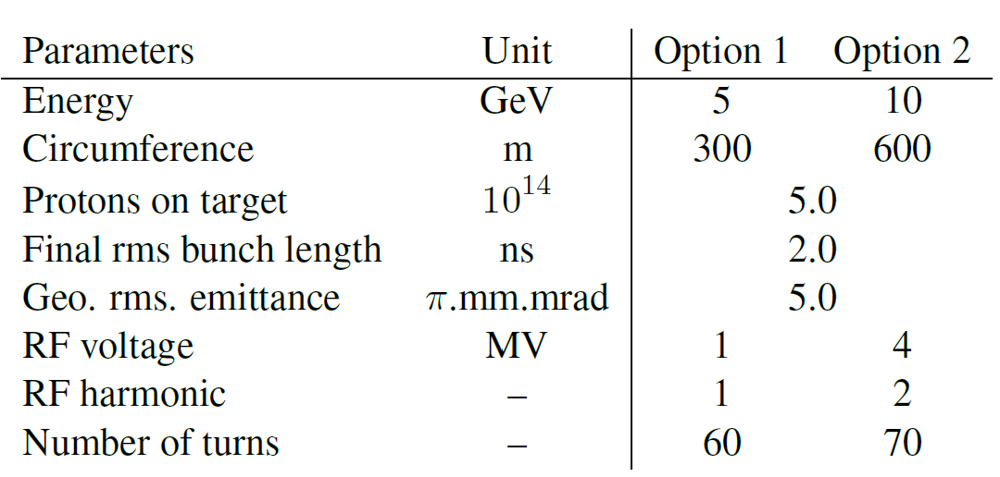 Parameters Unit Option 1 Option 2
Energy GeV 5 10
Circumference m 300 600
Protons on target 10^14 5.0
Final rms bunch length ns 2.0
Geo. rms. emittance π.mm.mrad 5.0
RF voltage MV 1 4
RF harmonic – 1 2
Number of turns – 60 70